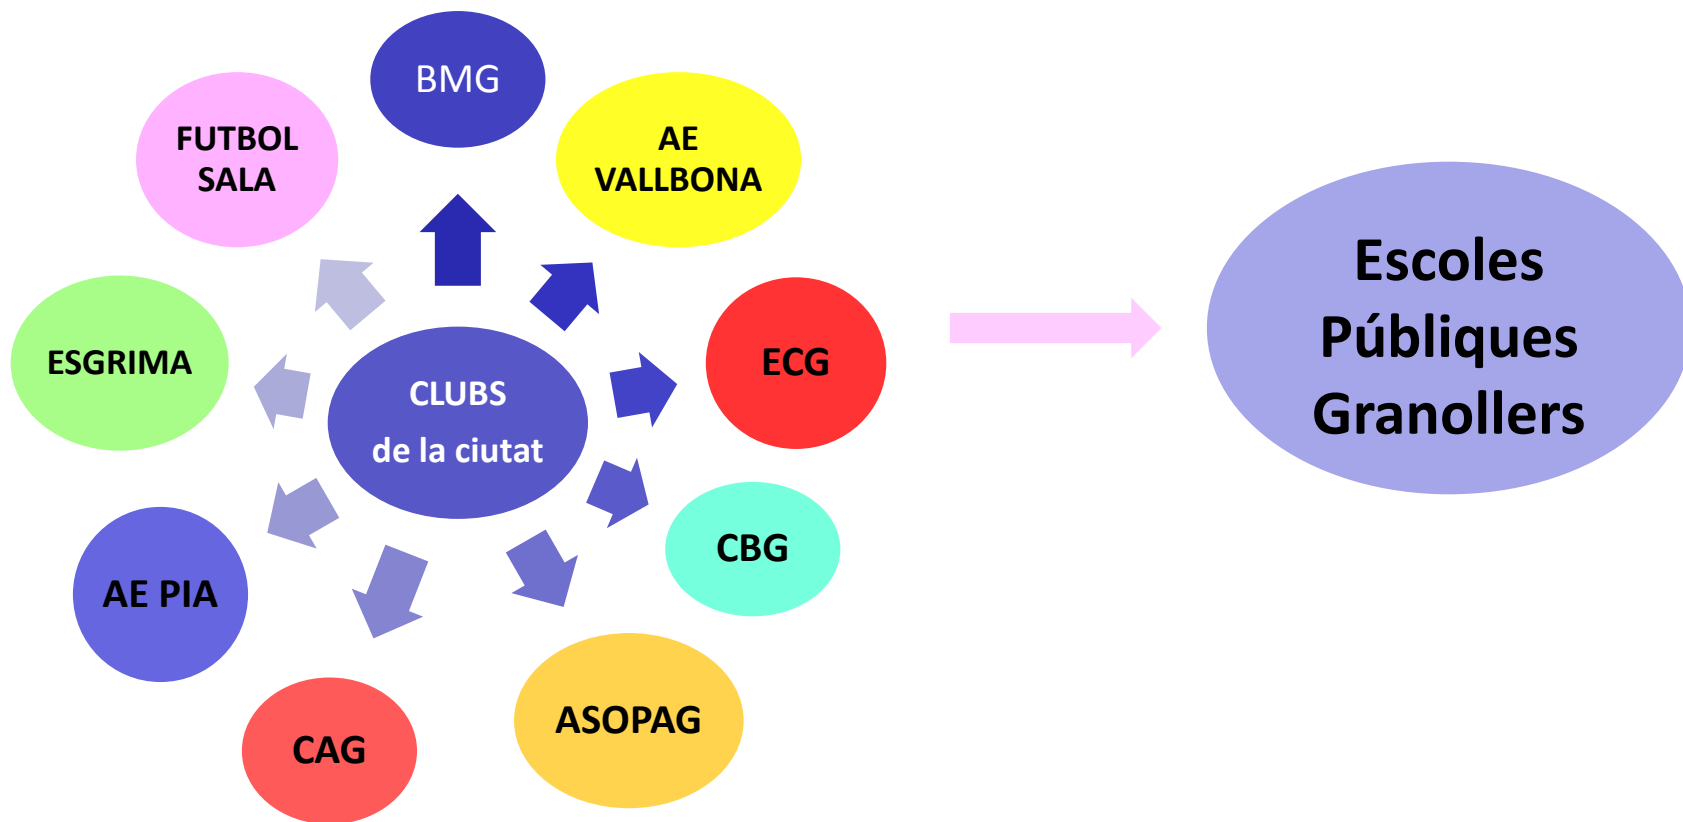 BMG
FUTBOL
SALA
AE
VALLBONA
ESGRIMA
CLUBS
de la ciutat
ECG
CBG
AE PIA
ASOPAG
CAG
Escoles
Públiques
Granollers